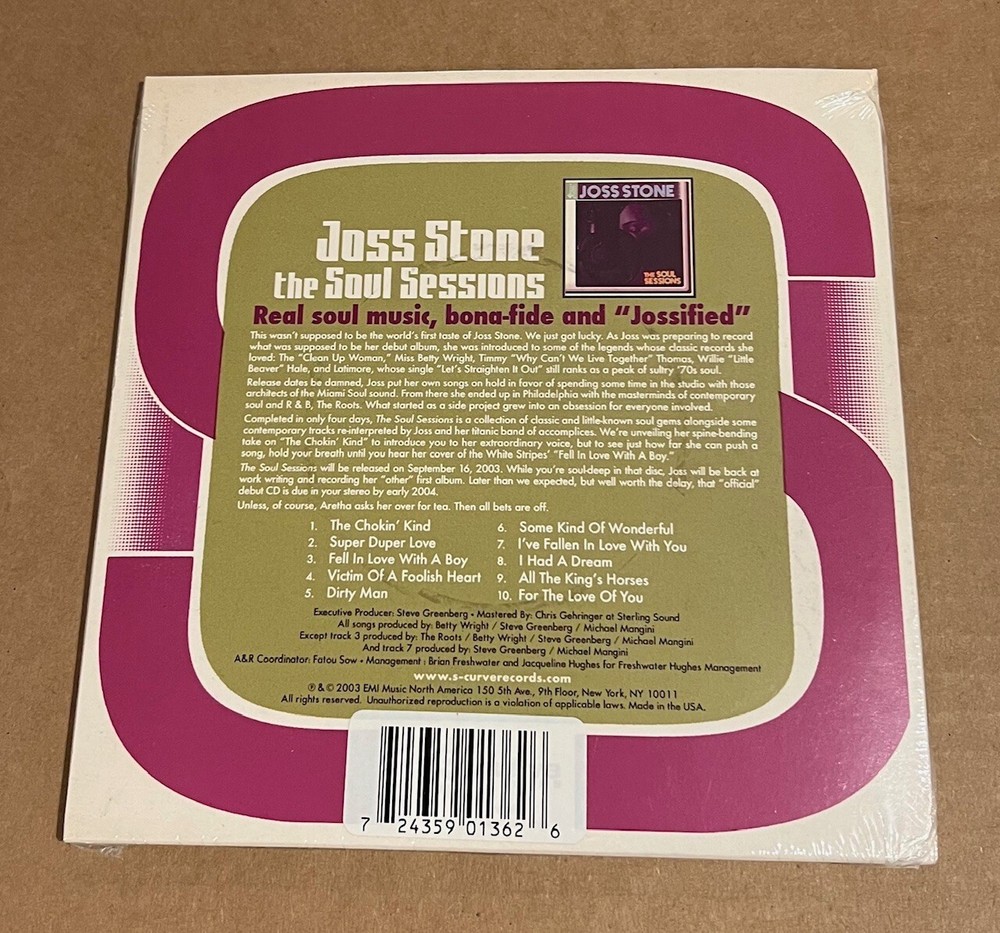 JOSS STONE
THE SOUL
SESSIONS
Joss Stone
the Soul Sessions
Real soul music, bona-fide and “Jossified”
This wasn’t supposed to be the world’s first taste of Joss Stone. We just got lucky. As Joss was preparing to record
what was supposed to be her debut album, she was introduced to some of the legends whose classic records she
loved: The “Clean Up Woman,” Miss Betty Wright, Timmy “Why Can’t We Live Together” Thomas, Willie “Little
Beaver” Hale, and Latimore, whose single “Let’s Straighten It Out” still ranks as a peak of sultry ’70s soul.
Release dates be damned, Joss put her own songs on hold in favor of spending some time in the studio with those
architects of the Miami Soul sound. From there she ended up in Philadelphia with the masterminds of contemporary
soul and R & B, The Roots. What started as a side project grew into an obsession for everyone involved.
Completed in only four days, The Soul Sessions is a collection of classic and little-known soul gems alongside some
contemporary tracks re-interpreted by Joss and her titanic band of accomplices. We’re unveiling her spine-bending
take on “The Chokin’ Kind” to introduce you to her extraordinary voice, but to see just how far she can push a
song, hold your breath until you hear her cover of the White Stripes’ “Fell In Love With A Boy.”
The Soul Sessions will be released on September 16, 2003. While you’re soul-deep in that disc, Joss will be back at
work writing and recording her “other” first album. Later than we expected, but well worth the delay, that “official”
debut CD is due in your stereo by early 2004.
Unless, of course, Aretha asks her over for tea. Then all bets are off.
1. The Chokin’ Kind
2. Super Duper Love
3. Fell In Love With A Boy
4. Victim Of A Foolish Heart
5. Dirty Man
6. Some Kind Of Wonderful
7. I’ve Fallen In Love With You
8. I Had A Dream
9. All The King’s Horses
10. For The Love Of You
Executive Producer: Steve Greenberg • Mastered By: Chris Gehringer at Sterling Sound
All songs produced by: Betty Wright / Steve Greenberg / Michael Mangini
Except track 3 produced by: The Roots / Betty Wright / Steve Greenberg / Michael Mangini
And track 7 produced by: Steve Greenberg / Michael Mangini
A&R Coordinator: Fatou Sow • Management : Brian Freshwater and Jacqueline Hughes for Freshwater Hughes Management
www.s-curverecords.com
℗ & © 2003 EMI Music North America 150 5th Ave., 9th Floor, New York, NY 10011
All rights reserved. Unauthorized reproduction is a violation of applicable laws. Made in the USA.
7 24359 01362 6